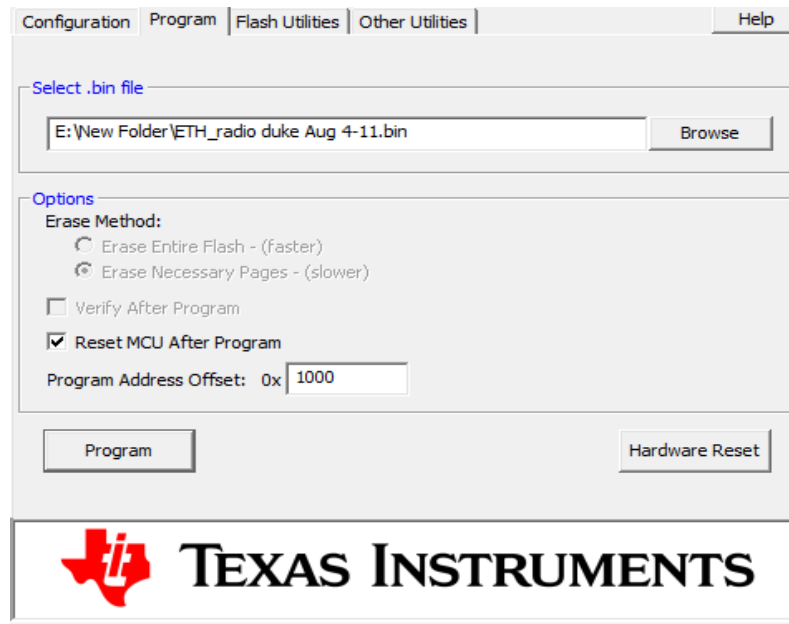 Configuration Program Flash Utilities Other Utilities Help
Select .bin file
E:\New Folder\ETH_radio duke Aug 4-11.bin Browse
Options
Erase Method:
Erase Entire Flash - (faster)
Erase Necessary Pages - (slower)
Verify After Program
Reset MCU After Program
Program Address Offset: 0x 1000
Program Hardware Reset
TEXAS INSTRUMENTS